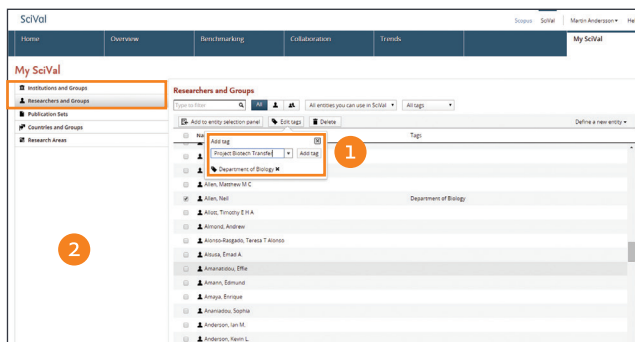 SciVal
Scopus SciVal Martin Andersson ▾ He
Home Overview Benchmarking Collaboration Trends My SciVal
My SciVal
Institutions and Groups
Researchers and Groups
Publication Sets
Countries and Groups
Research Areas
2
Researchers and Groups
Type to filter All All entities you can use in SciVal ▾ All tags ▾
Add to entity selection panel Edit tags Delete Define a new entity ▾
Na Tags
Add tag
Project Biotech Transfer Add tag
Department of Biology ✖
1
Allen, Matthew M C
Allen, Neil Department of Biology
Allott, Timothy E H A
Almond, Andrew
Alonso-Rasgado, Teresa T Alonso
Alousa, Emad A.
Amanatidou, Effie
Amann, Edmund
Amaya, Enrique
Ananiadou, Sophia
Anderson, Ian M.
Anderson, Kevin L.